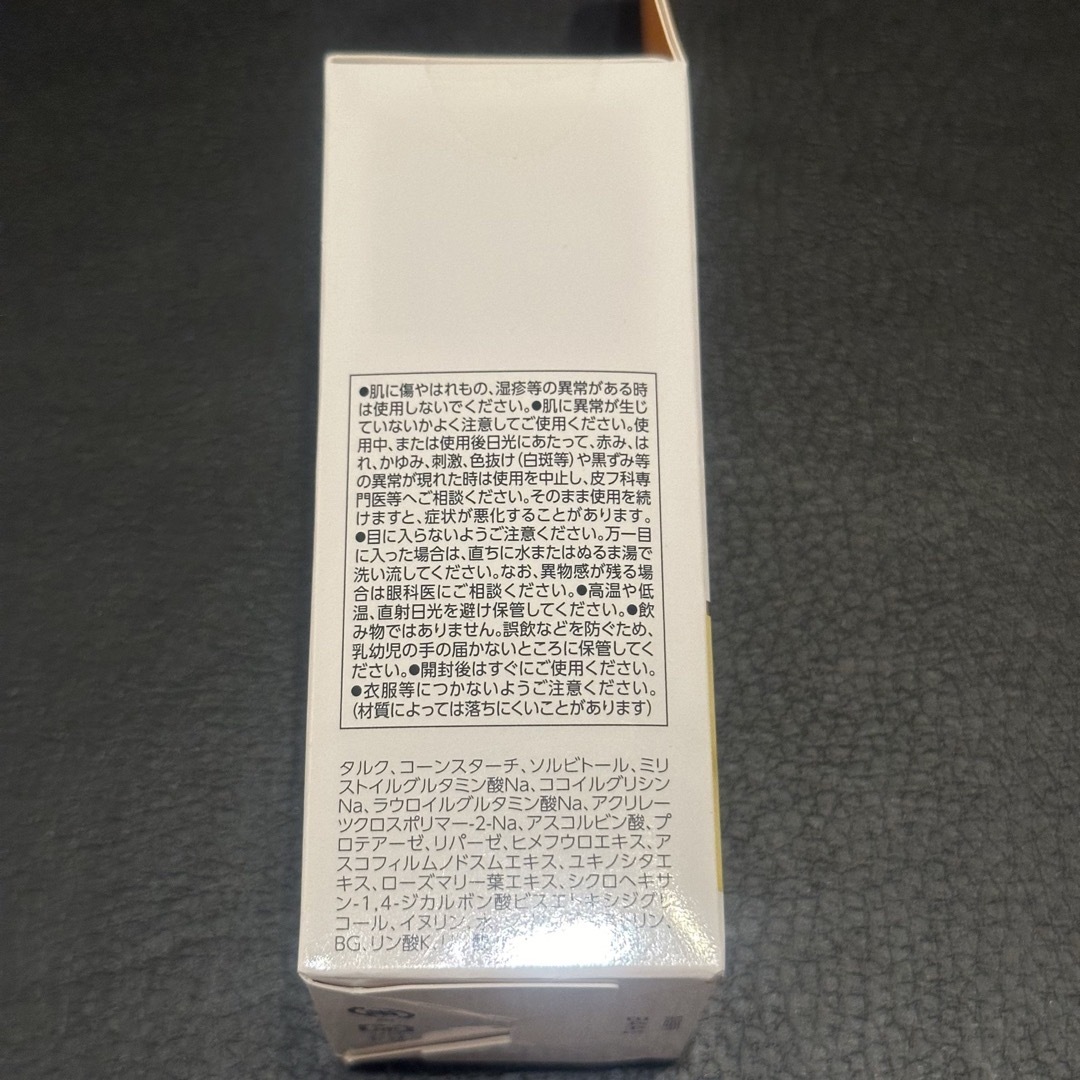 ●肌に傷やはれもの、湿疹等の異常がある時
は使用しないでください。●肌に異常が生じ
ていないかよく注意してご使用ください。使
用中、または使用後日光にあたって、赤み、は
れ、かゆみ、刺激、色抜け(白斑等)や黒ずみ等
の異常が現れた時は使用を中止し、皮フ科専
門医等へご相談ください。そのまま使用を続
けますと、症状が悪化することがあります。
●目に入らないようご注意ください。万一目
に入った場合は、直ちに水またはぬるま湯で
洗い流してください。なお、異物感が残る場
合は眼科医にご相談ください。●高温や低
温、直射日光を避け保管してください。●飲
み物ではありません。誤飲などを防ぐため、
乳幼児の手の届かないところに保管してく
ださい。●開封後はすぐにご使用ください。
●衣服等につかないようご注意ください。
(材質によっては落ちにくいことがあります)
タルク、コーンスターチ、ソルビトール、ミリ
ストイルグルタミン酸Na、ココイルグリシン
Na、ラウロイルグルタミン酸Na、アクリレー
ツクロスポリマー-2-Na、アスコルビン酸、プ
ロテアーゼ、リパーゼ、ヒメフウロエキス、ア
スコフィルムノドスムエキス、ユキノシタエ
キス、ローズマリー葉エキス、シクロヘキサ
ン-1,4-ジカルボン酸ビスエトキシジグリ
コール、イヌリン、リン、
BG、リン酸K、